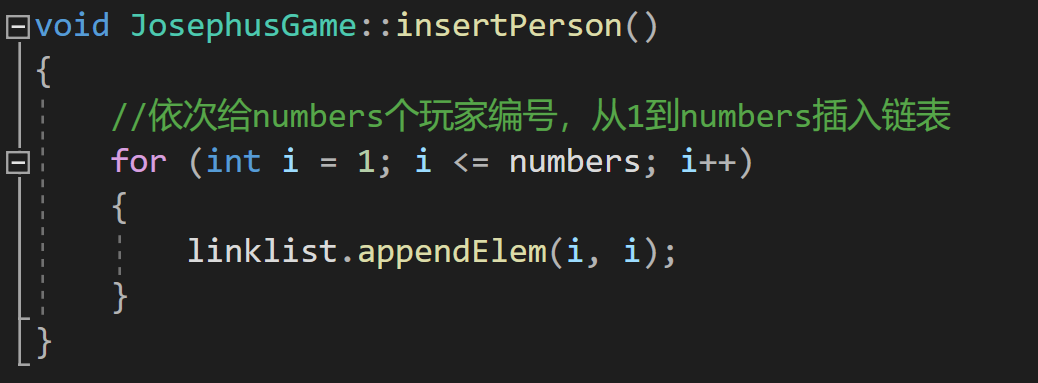 void JosephusGame::insertPerson()
{
//依次给numbers个玩家编号，从1到numbers插入链表
for (int i = 1; i <= numbers; i++)
{
linklist.appendElem(i, i);
}
}